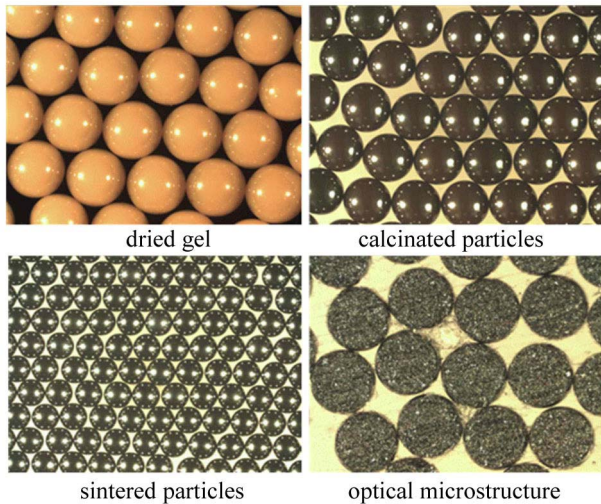 dried gel
calcinated particles
sintered particles
optical microstructure